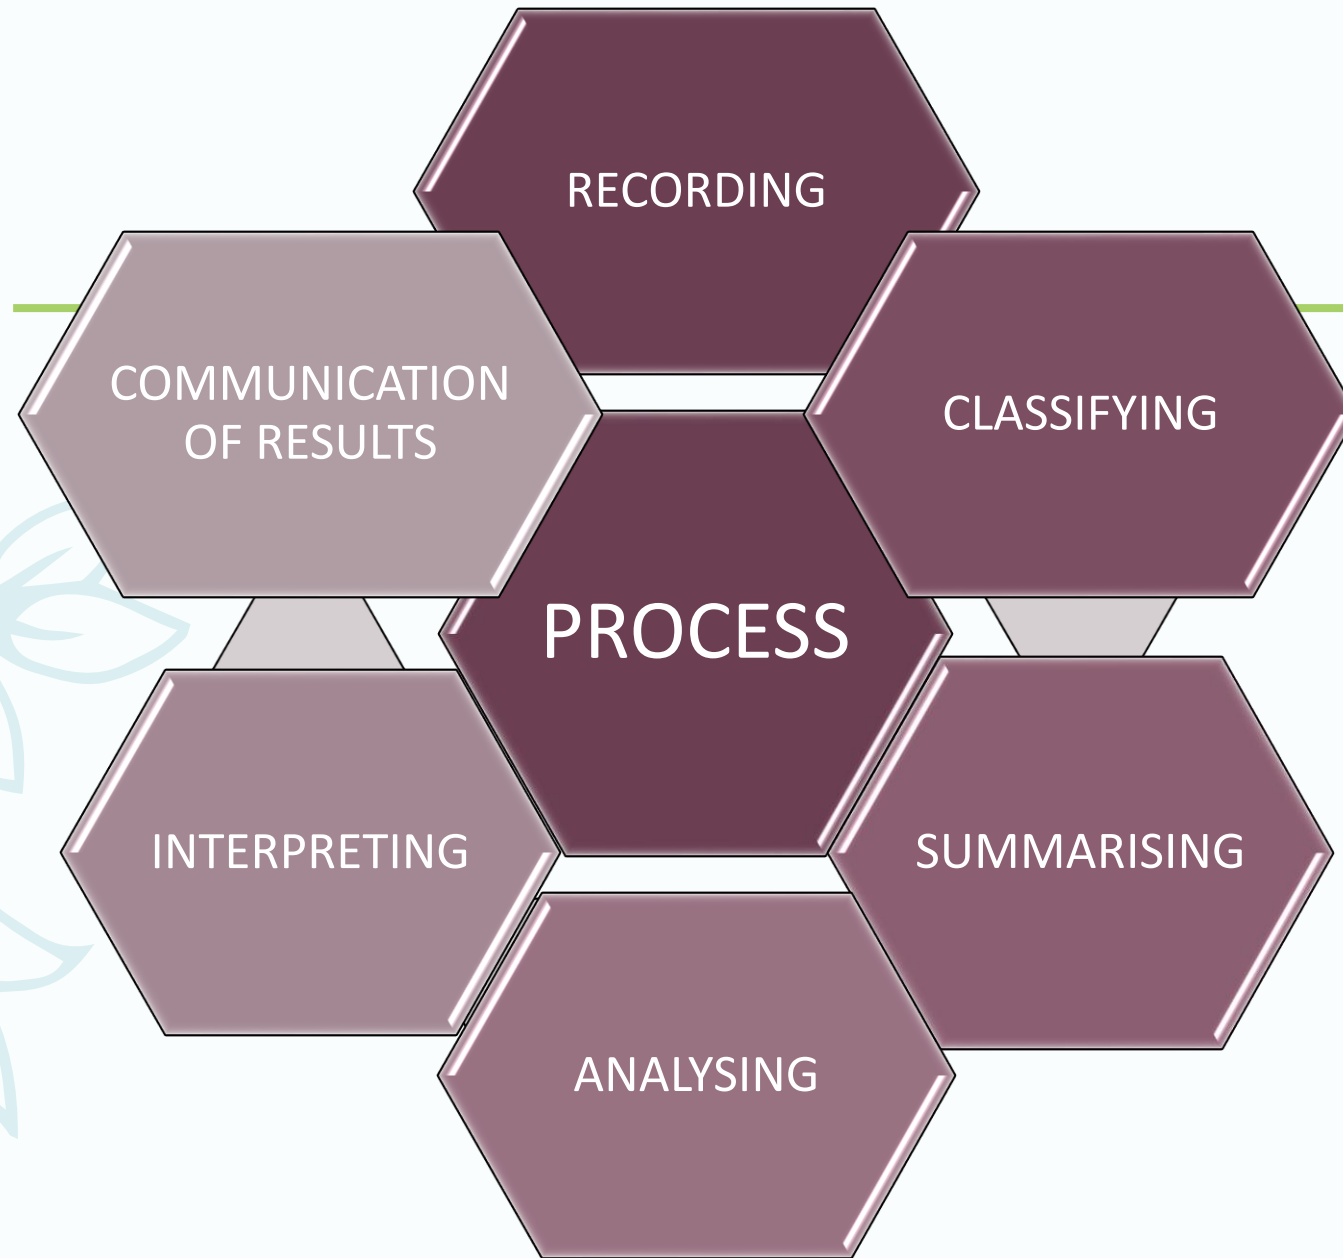 RECORDING
CLASSIFYING
SUMMARISING
ANALYSING
INTERPRETING
COMMUNICATION
OF RESULTS
PROCESS